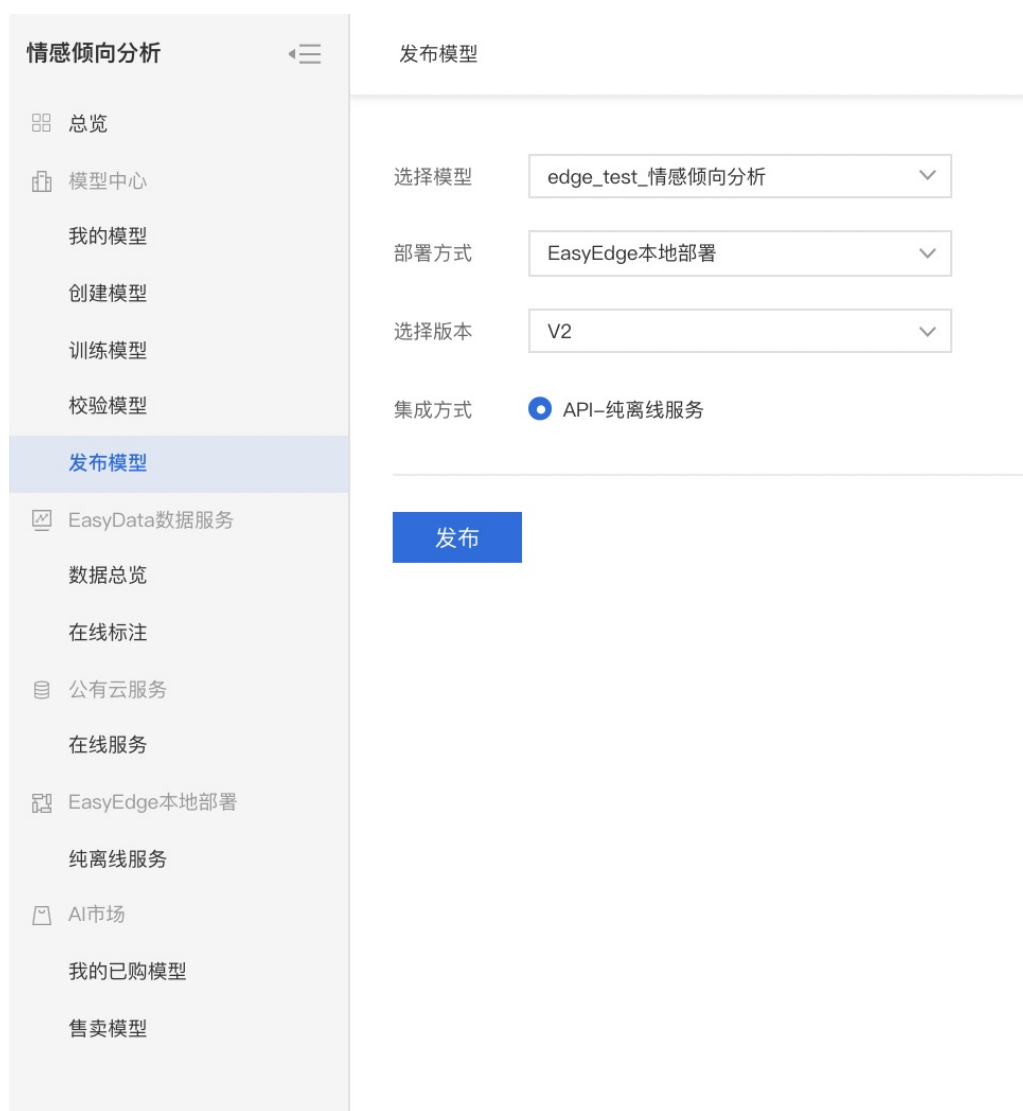 情感倾向分析
总览
模型中心
我的模型
创建模型
训练模型
校验模型
发布模型
EasyData数据服务
数据总览
在线标注
公有云服务
在线服务
EasyEdge本地部署
纯离线服务
AI市场
我的已购模型
售卖模型
发布模型
选择模型 edge_test_情感倾向分析
部署方式 EasyEdge本地部署
选择版本 V2
集成方式 API-纯离线服务
发布